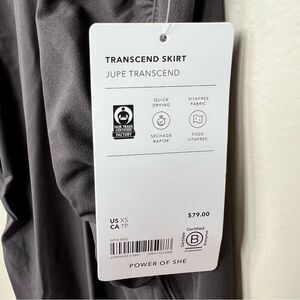 TRANSCEND SKIRT
JUPE TRANSCEND
FAIR TRADE
CERTIFIED
FACTORY
QUICK
DRYING
VITAFREE
FABRIC
SÉCHAGE
RAPIDE
TISSU
VITAFREE
US XS
CA TP
$79.00
Certified
B
POWER OF SHE